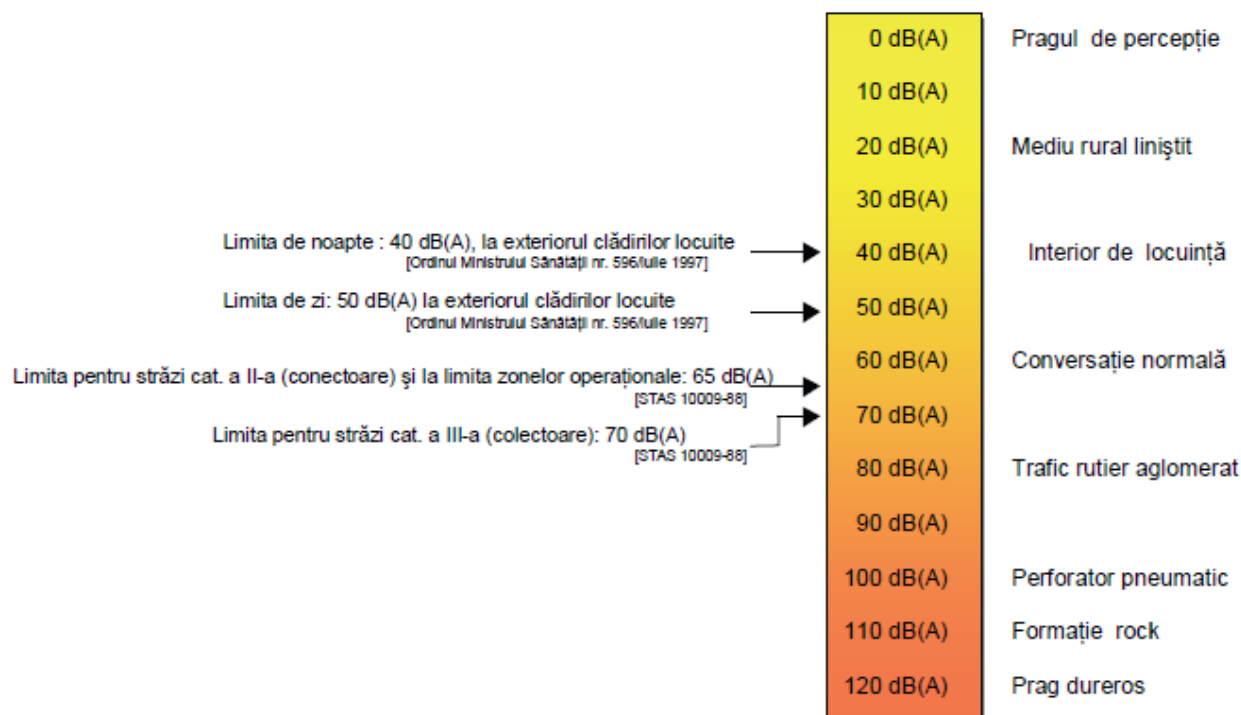 0 dB(A) Pragul de percepție
10 dB(A)
20 dB(A) Mediu rural liniştit
30 dB(A)
Limita de noapte : 40 dB(A), la exteriorul clădirilor locuite
[Ordinul Ministrului Sănătăţii nr. 596/iulie 1997]
40 dB(A) Interior de locuință
Limita de zi: 50 dB(A) la exteriorul clădirilor locuite
[Ordinul Ministrului Sănătăţii nr. 596/iulie 1997]
50 dB(A)
60 dB(A) Conversație normală
Limita pentru străzi cat. a II-a (conectoare) şi la limita zonelor operaționale: 65 dB(A)
[STAS 10009-88]
70 dB(A)
Limita pentru străzi cat. a III-a (colectoare): 70 dB(A)
[STAS 10009-88]
80 dB(A) Trafic rutier aglomerat
90 dB(A)
100 dB(A) Perforator pneumatic
110 dB(A) Formație rock
120 dB(A) Prag dureros